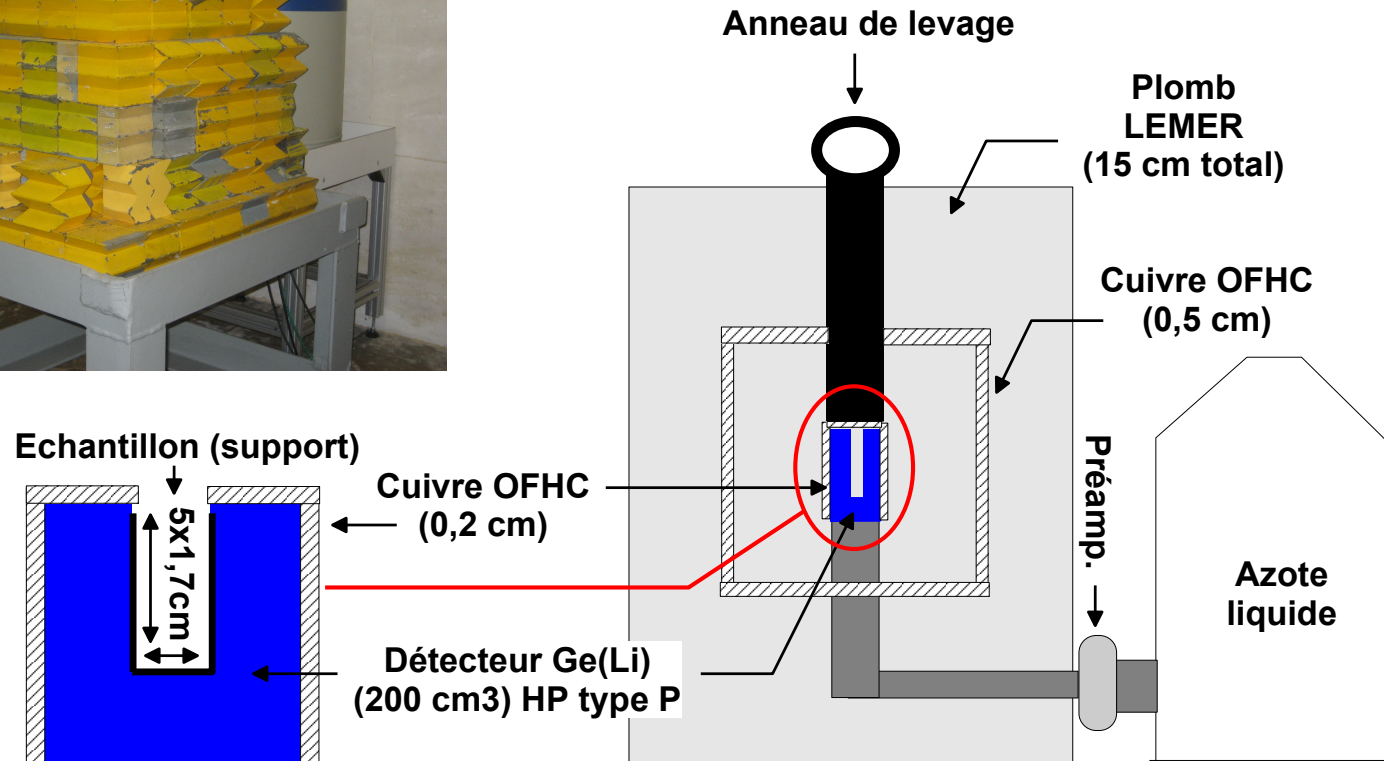 Anneau de levage
Plomb
LEMER
(15 cm total)
Cuivre OFHC
(0,5 cm)
Echantillon (support)
Cuivre OFHC
(0,2 cm)
5x1,7cm
Préamp.
Azote
liquide
Détecteur Ge(Li)
(200 cm3) HP type P